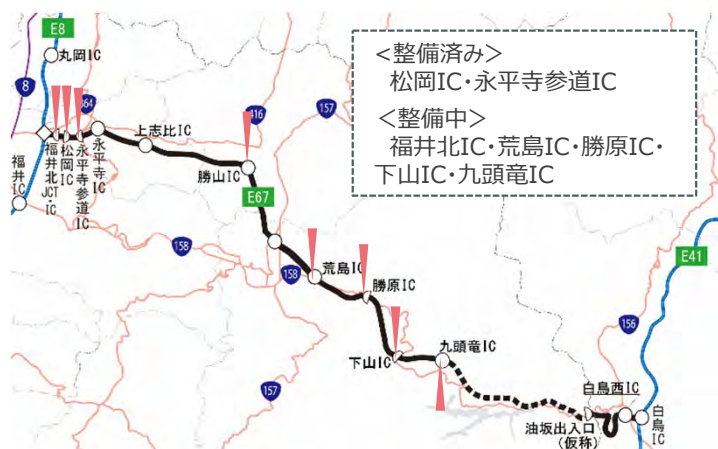 E8
丸岡IC
8
364
416
157
<整備済み>
松岡IC・永平寺参道IC
<整備中>
福井北IC・荒島IC・勝原IC・
下山IC・九頭竜IC
福井IC
福井北JCT・IC
松岡IC
永平寺参道IC
永平寺IC
上志比IC
勝山IC
E67
158
158
荒島IC
勝原IC
E41
下山IC
九頭竜IC
156
157
白鳥西IC
油坂出入口
(仮称)
白鳥IC